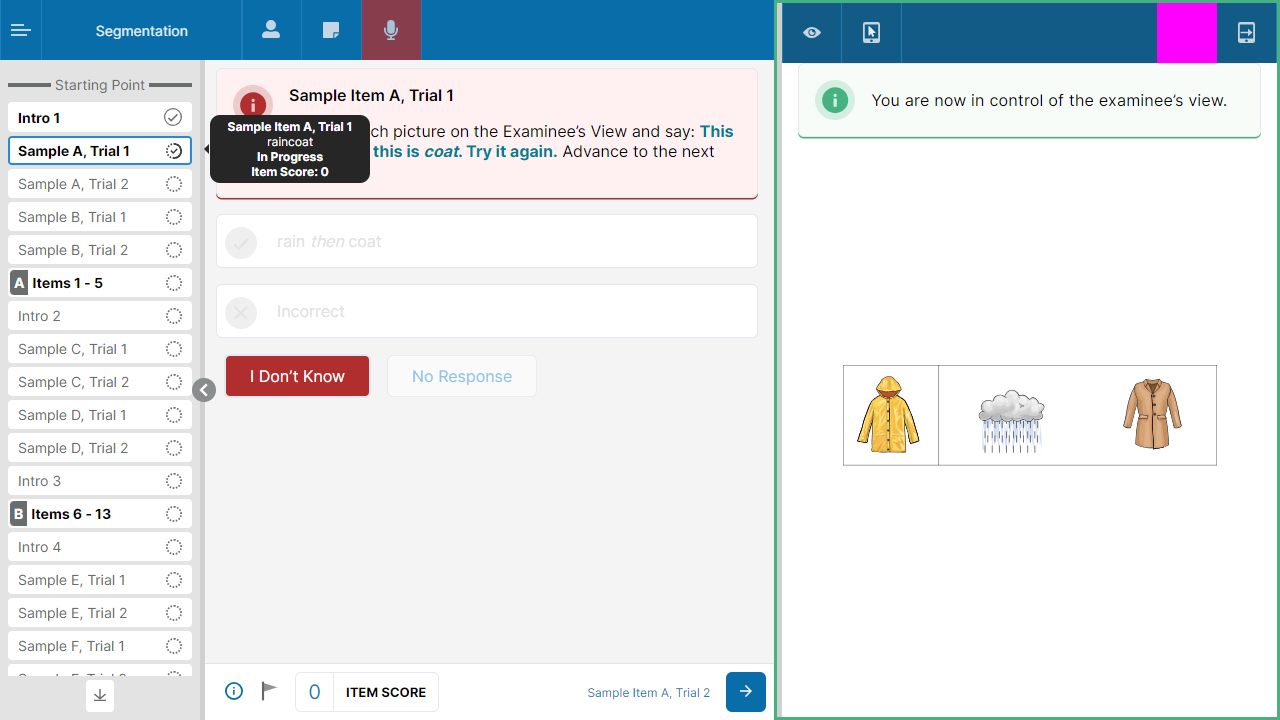 Segmentation
Starting Point
Intro 1
Sample A, Trial 1
Sample A, Trial 2
Sample B, Trial 1
Sample B, Trial 2
A Items 1 - 5
Intro 2
Sample C, Trial 1
Sample C, Trial 2
Sample D, Trial 1
Sample D, Trial 2
Intro 3
B Items 6 - 13
Intro 4
Sample E, Trial 1
Sample E, Trial 2
Sample F, Trial 1
Sample Item A, Trial 1
raincoat
In Progress
Item Score: 0
Sample Item A, Trial 1
picture on the Examinee’s View and say: This
this is coat. Try it again. Advance to the next
rain then coat
Incorrect
I Don’t Know
No Response
0 ITEM SCORE
Sample Item A, Trial 2
You are now in control of the examinee’s view.